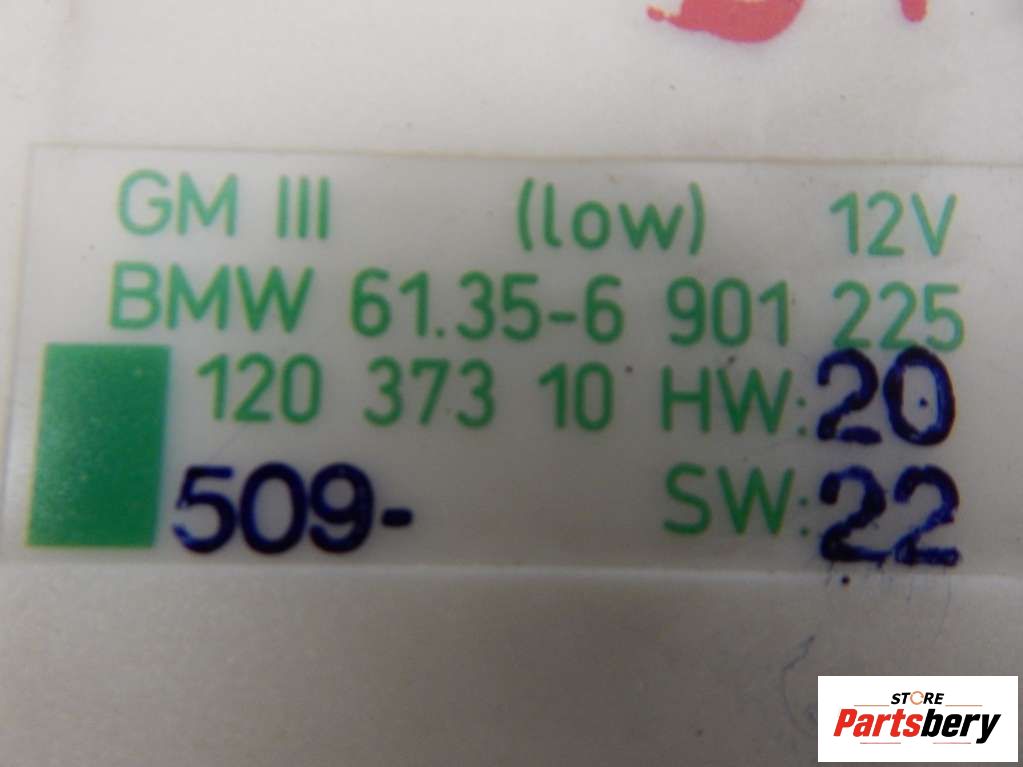 GM III (low) 12V
BMW 61.35-6 901 225
120 373 10 HW: 20
509- SW: 22
STORE
Partsbery